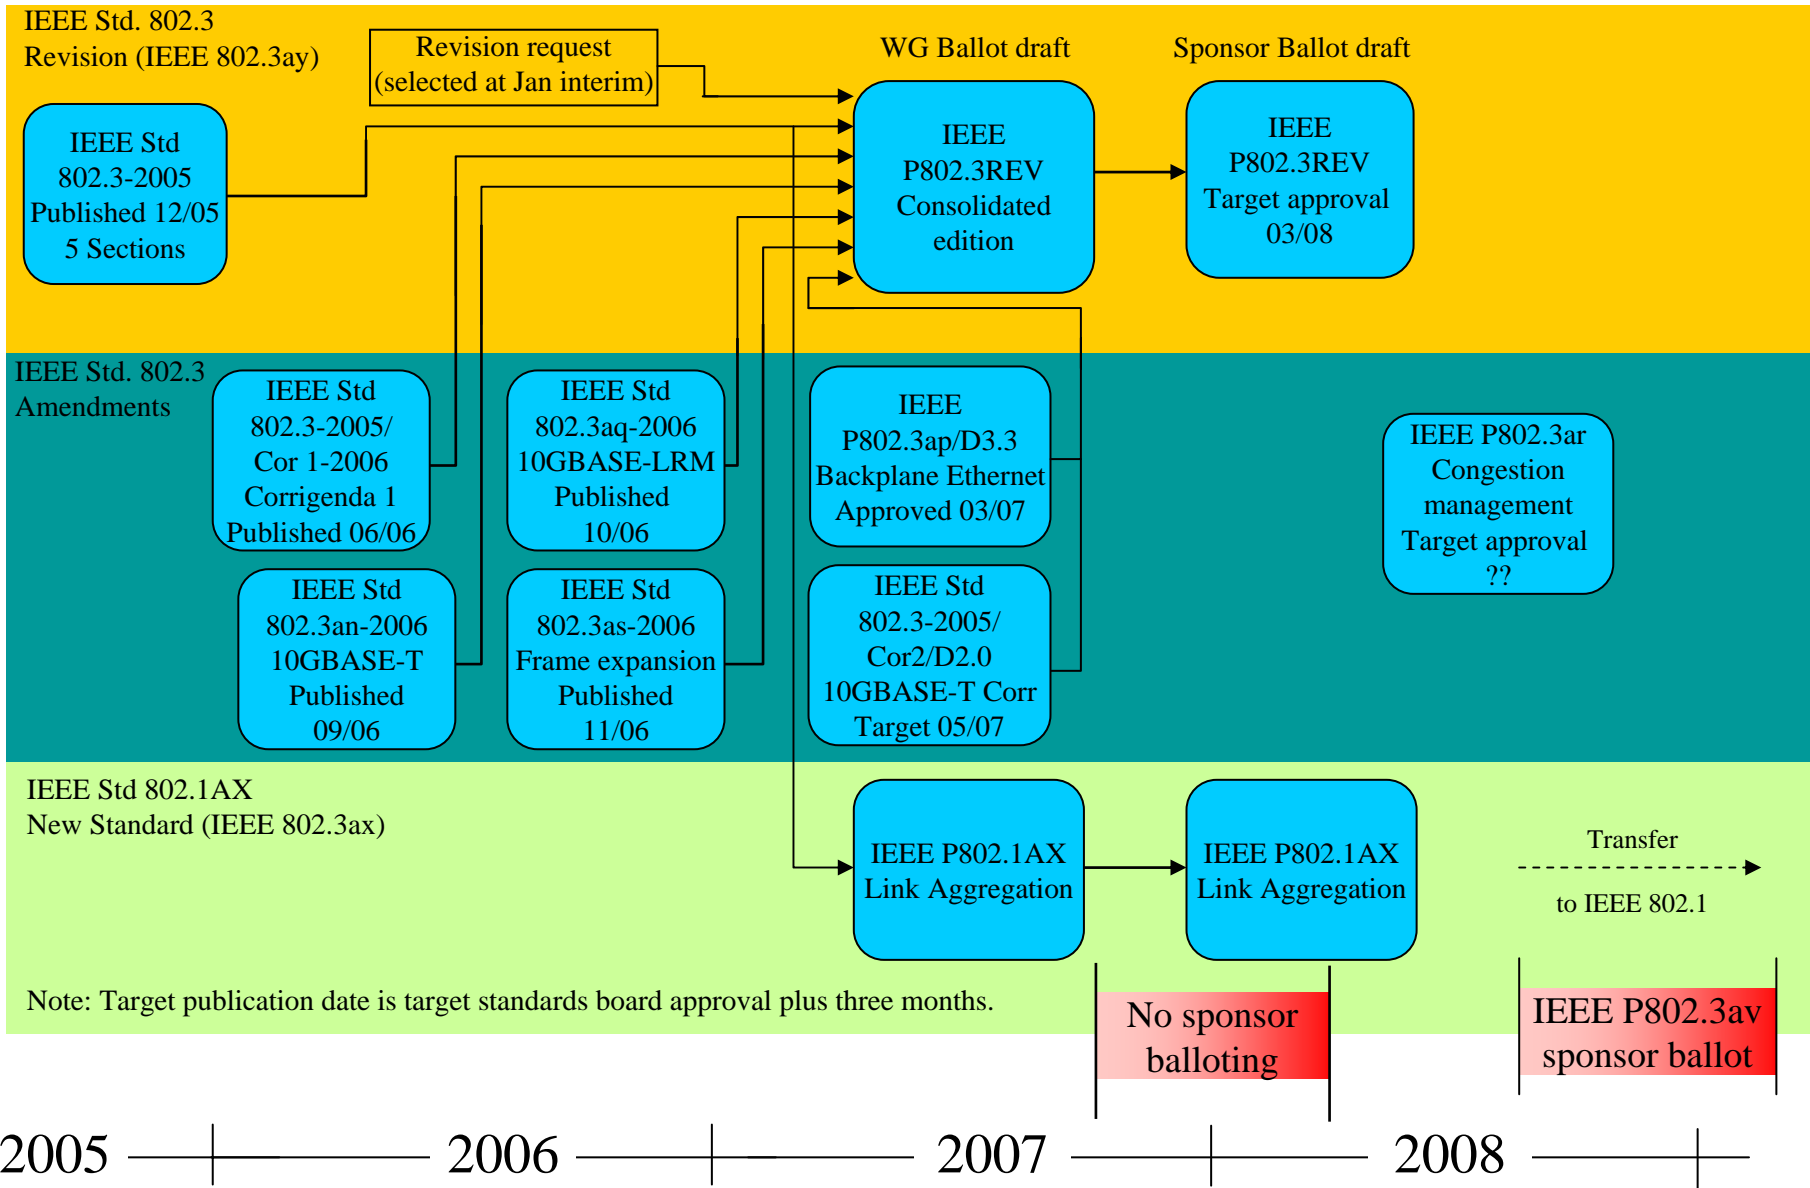 IEEE Std. 802.3
Revision (IEEE 802.3ay)
Revision request
(selected at Jan interim)
WG Ballot draft
Sponsor Ballot draft
IEEE Std
802.3-2005
Published 12/05
5 Sections
IEEE
P802.3REV
Consolidated
edition
IEEE
P802.3REV
Target approval
03/08
IEEE Std. 802.3
Amendments
IEEE Std
802.3-2005/
Cor 1-2006
Corrigenda 1
Published 06/06
IEEE Std
802.3aq-2006
10GBASE-LRM
Published
10/06
IEEE
P802.3ap/D3.3
Backplane Ethernet
Approved 03/07
IEEE P802.3ar
Congestion
management
Target approval
??
IEEE Std
802.3an-2006
10GBASE-T
Published
09/06
IEEE Std
802.3as-2006
Frame expansion
Published
11/06
IEEE Std
802.3-2005/
Cor2/D2.0
10GBASE-T Corr
Target 05/07
IEEE Std 802.1AX
New Standard (IEEE 802.3ax)
IEEE P802.1AX
Link Aggregation
IEEE P802.1AX
Link Aggregation
Transfer
to IEEE 802.1
Note: Target publication date is target standards board approval plus three months.
No sponsor
balloting
IEEE P802.3av
sponsor ballot
2005
2006
2007
2008